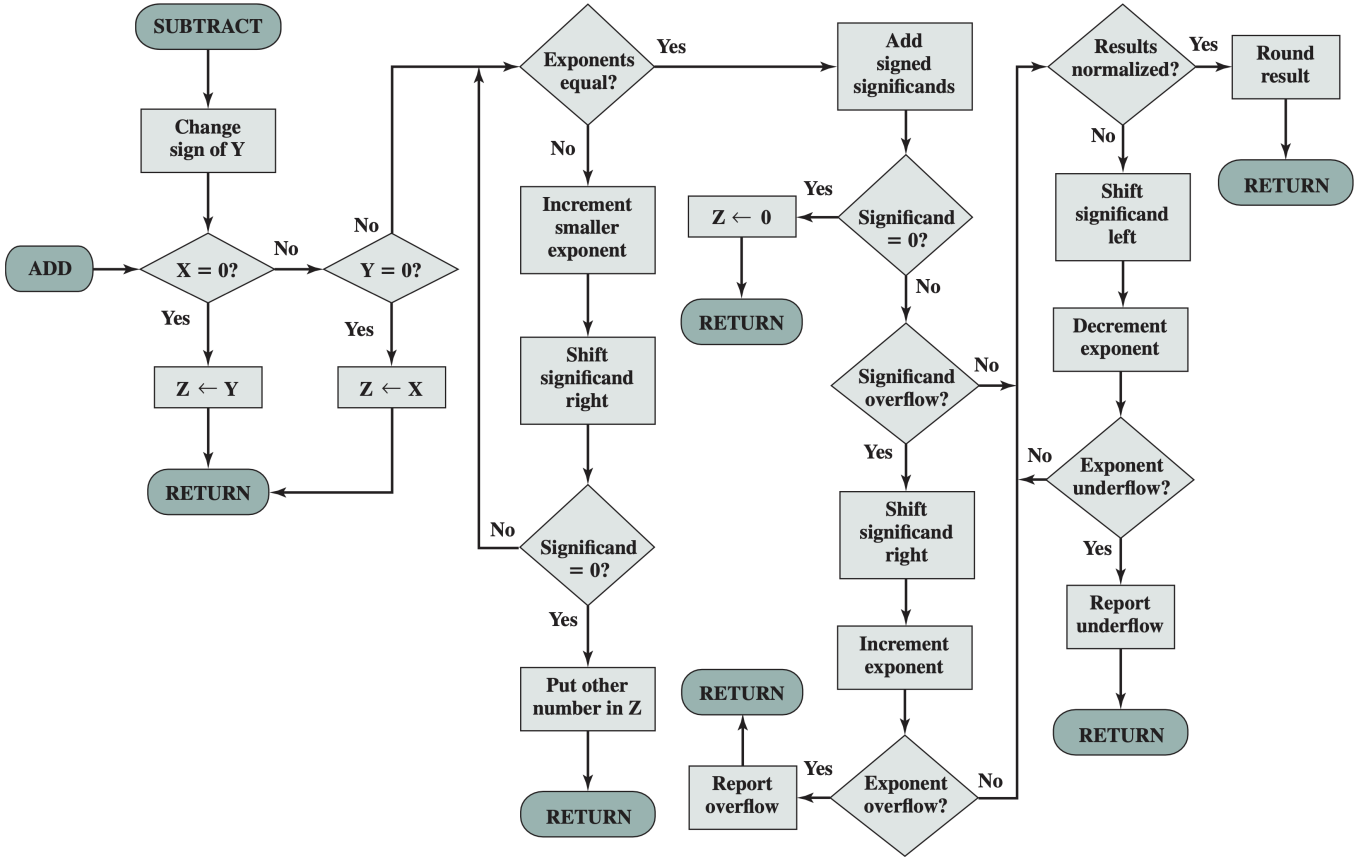 SUBTRACT
Change
sign of Y
ADD
X = 0?
No
Yes
Z ← Y
RETURN
Y = 0?
No
Yes
Z ← X
Exponents
equal?
Yes
No
Increment
smaller
exponent
Shift
significand
right
Significand
= 0?
No
Yes
Put other
number in Z
RETURN
Add
signed
significands
Significand
= 0?
Yes
Z ← 0
RETURN
No
Significand
overflow?
No
Yes
Shift
significand
right
Increment
exponent
Exponent
overflow?
Yes
Report
overflow
RETURN
No
Results
normalized?
Yes
Round
result
RETURN
No
Shift
significand
left
Decrement
exponent
Exponent
underflow?
No
Yes
Report
underflow
RETURN